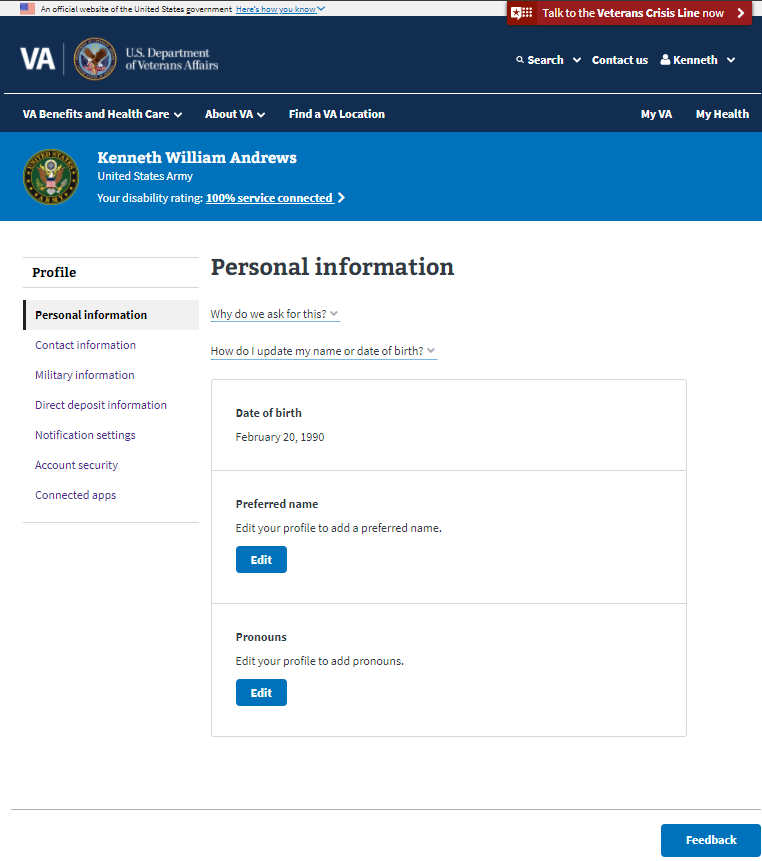 An official website of the United States government Here's how you know
Talk to the Veterans Crisis Line now
VA
U.S. Department
of Veterans Affairs
Search
Contact us
Kenneth
VA Benefits and Health Care
About VA
Find a VA Location
My VA
My Health
Kenneth William Andrews
United States Army
Your disability rating: 100% service connected
Profile
Personal information
Contact information
Military information
Direct deposit information
Notification settings
Account security
Connected apps
Personal information
Why do we ask for this?
How do I update my name or date of birth?
Date of birth
February 20, 1990
Preferred name
Edit your profile to add a preferred name.
Edit
Pronouns
Edit your profile to add pronouns.
Edit
Feedback